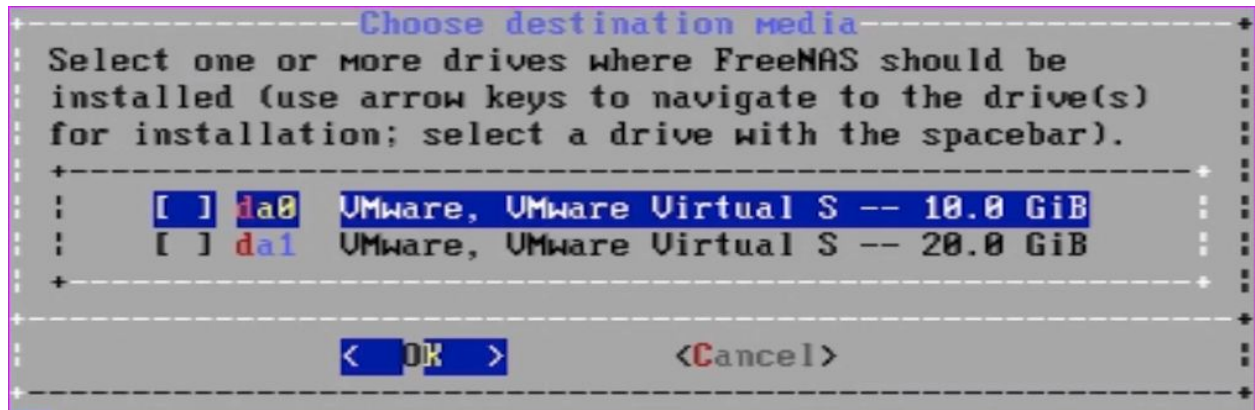 Choose destination media
Select one or more drives where FreeNAS should be
installed (use arrow keys to navigate to the drive(s)
for installation; select a drive with the spacebar).
[ ] da0 VMware, VMware Virtual S -- 10.0 GiB
[ ] da1 VMware, VMware Virtual S -- 20.0 GiB
< OK > <Cancel>